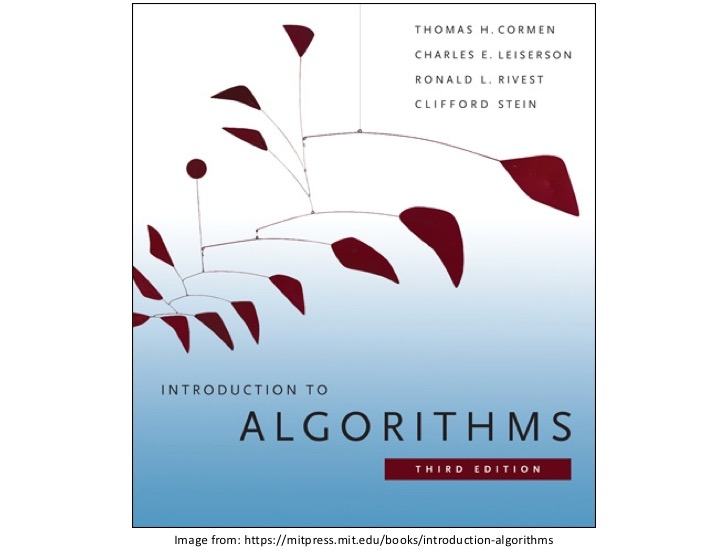 THOMAS H. CORMEN
CHARLES E. LEISERSON
RONALD L. RIVEST
CLIFFORD STEIN
INTRODUCTION TO
ALGORITHMS
THIRD EDITION
Image from: https://mitpress.mit.edu/books/introduction-algorithms